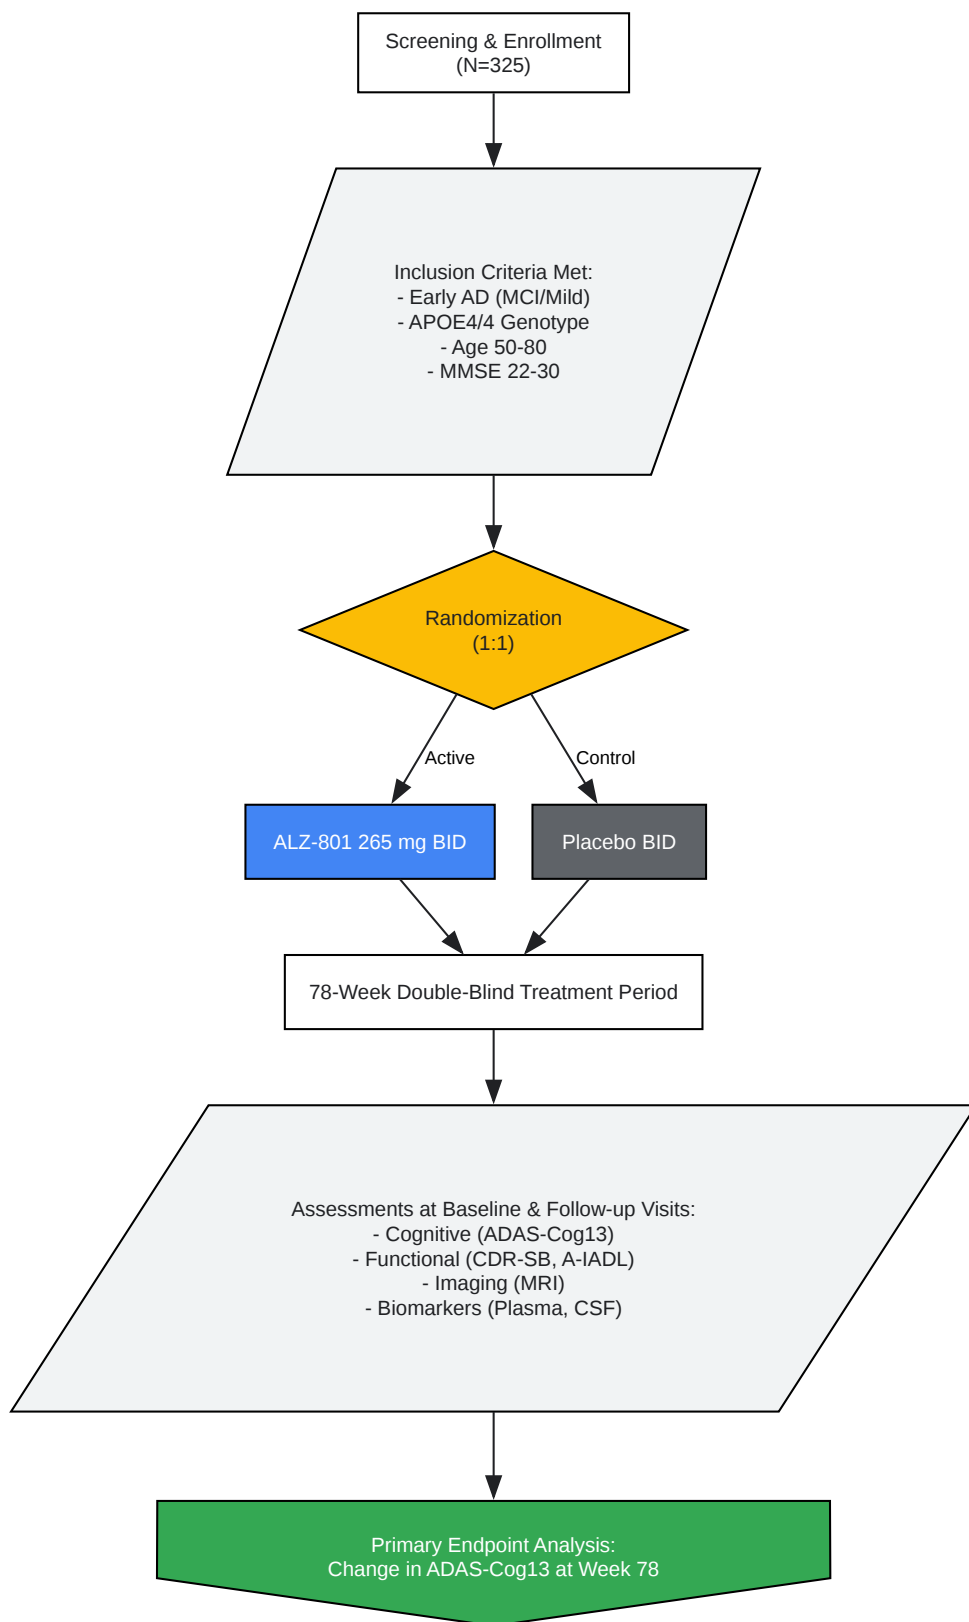 Screening & Enrollment
(N=325)
Inclusion Criteria Met:
- Early AD (MCI/Mild)
- APOE4/4 Genotype
- Age 50-80
- MMSE 22-30
Randomization
(1:1)
Active
Control
ALZ-801 265 mg BID
Placebo BID
78-Week Double-Blind Treatment Period
Assessments at Baseline & Follow-up Visits:
- Cognitive (ADAS-Cog13)
- Functional (CDR-SB, A-IADL)
- Imaging (MRI)
- Biomarkers (Plasma, CSF)
Primary Endpoint Analysis:
Change in ADAS-Cog13 at Week 78